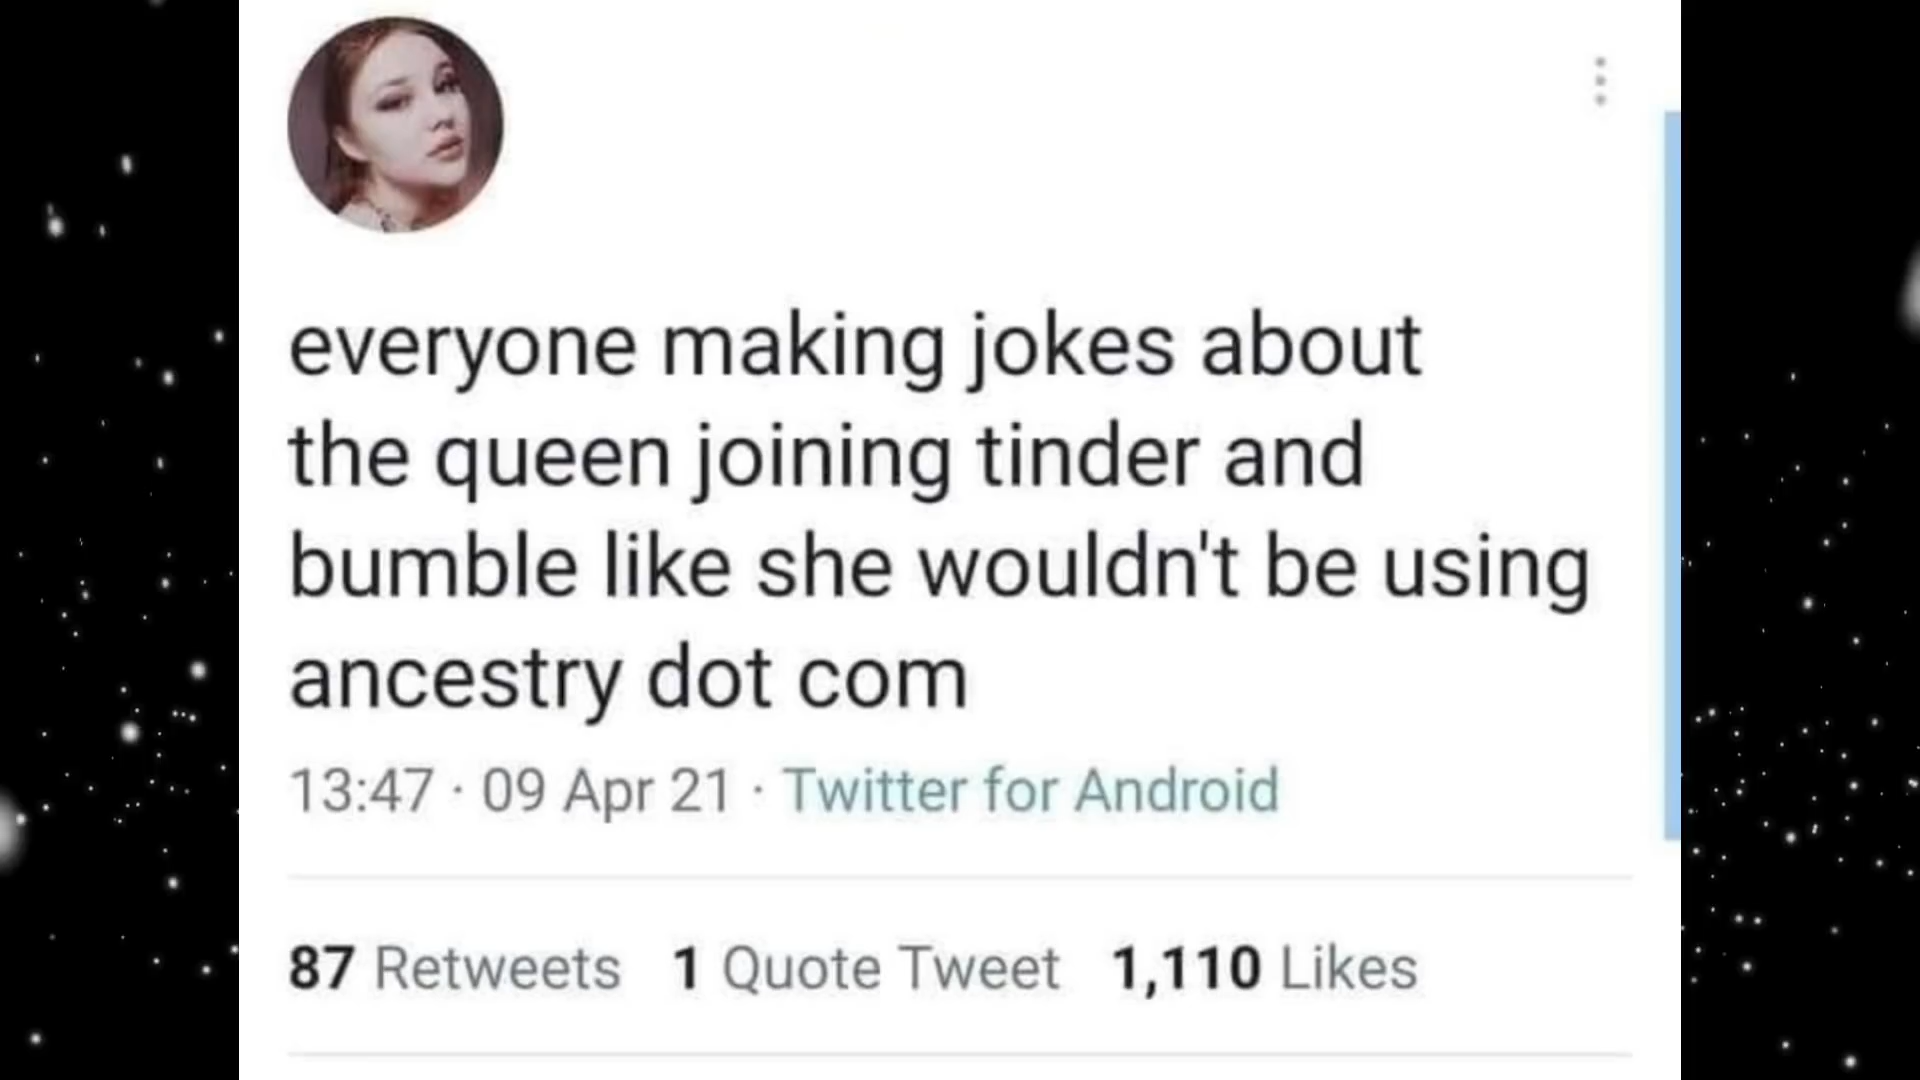 everyone making jokes about
the queen joining tinder and
bumble like she wouldn't be using
ancestry dot com
13:47 · 09 Apr 21 · Twitter for Android
87 Retweets 1 Quote Tweet 1,110 Likes